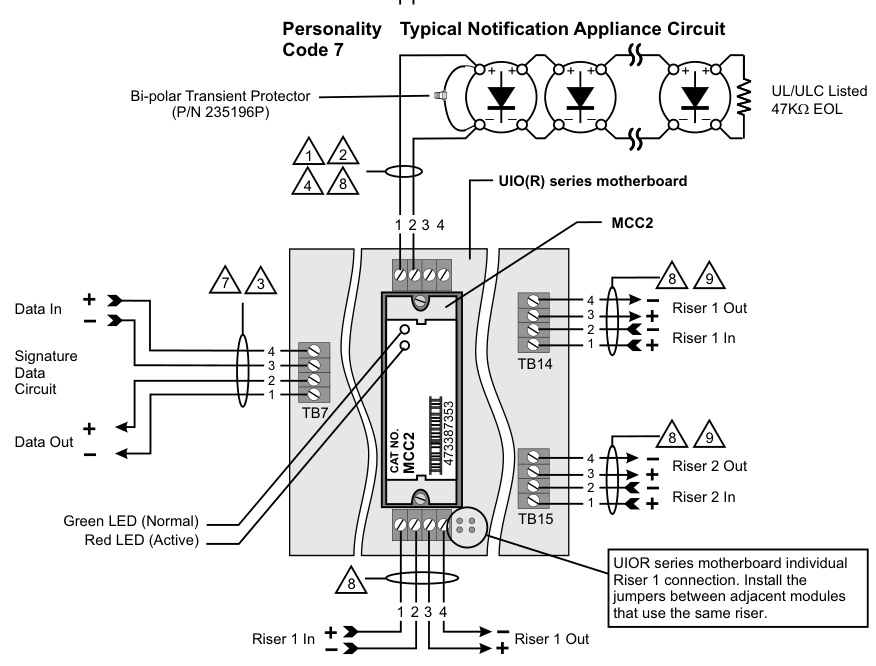 Personality
Code 7
Typical Notification Appliance Circuit
+ + + + + +
Bi-polar Transient Protector
(P/N 235196P)
UL/ULC Listed
47KΩ EOL
− − −
1 2
4 8
UIO(R) series motherboard
MCC2
1 2 3 4
7 3
8 9
Data In
+
−
4 − Riser 1 Out
3 +
2 − Riser 1 In
1 +
TB14
Signature
Data
Circuit
4
3
2
1
TB7
Data Out
+
−
CAT NO.
MCC2
473387353
8 9
4 − Riser 2 Out
3 +
2 − Riser 2 In
1 +
TB15
Green LED (Normal)
Red LED (Active)
UIOR series motherboard individual
Riser 1 connection. Install the
jumpers between adjacent modules
that use the same riser.
8
1 2 3 4
Riser 1 In + − Riser 1 Out
− +